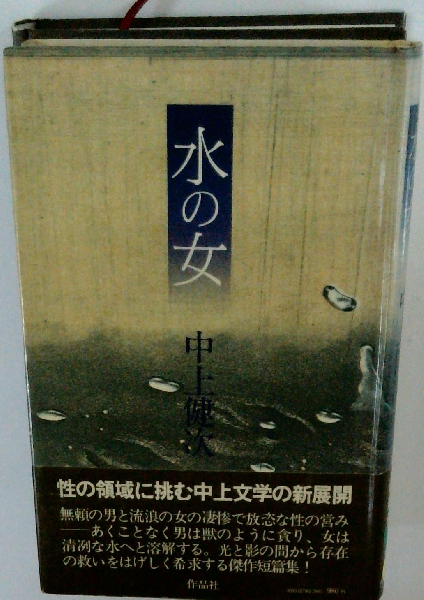 水の女
中上健次
性の領域に挑む中上文学の新展開
無頼の男と流浪の女の凄惨で放恣な性の営み
――あくことなく男は獣のように貪り、女は
清冽な水へと溶解する。光と影の間から存在
の救いをはげしく希求する傑作短篇集！
作品社